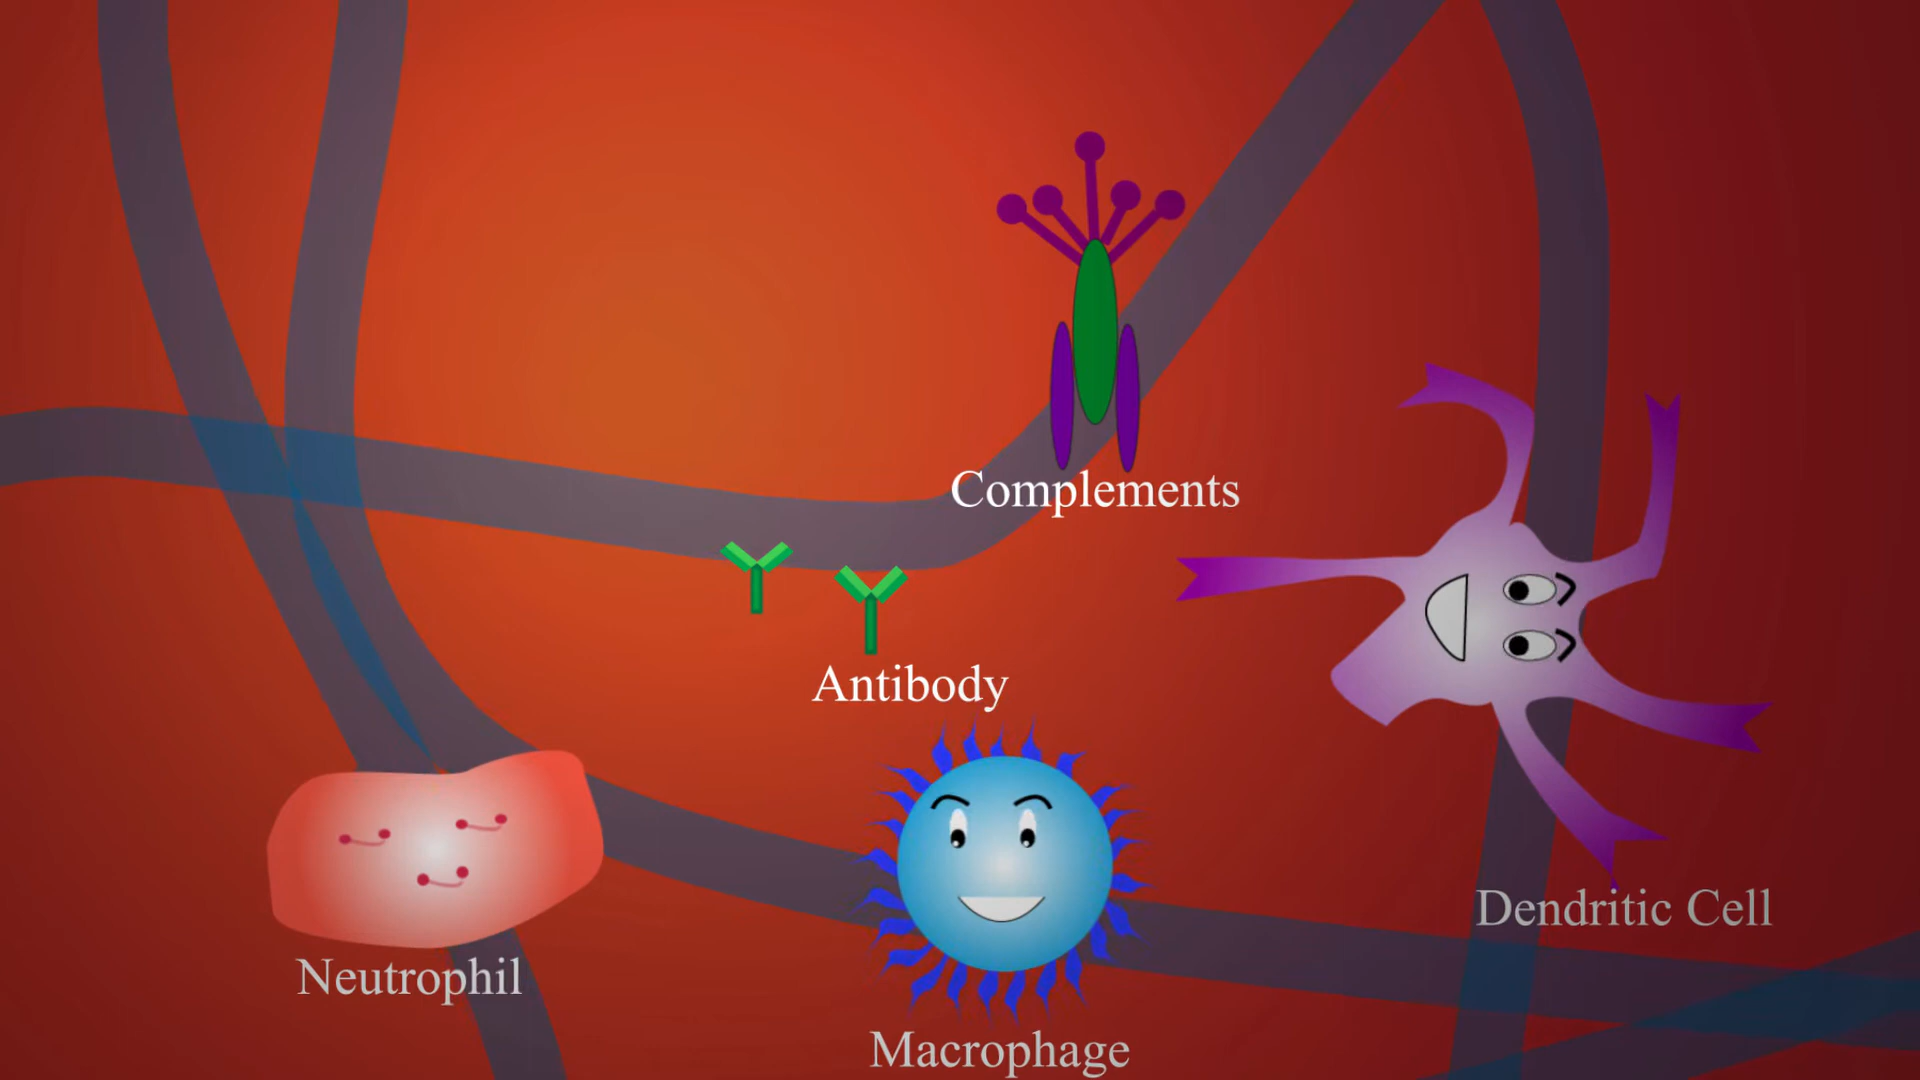 Complements
Antibody
Dendritic Cell
Neutrophil
Macrophage